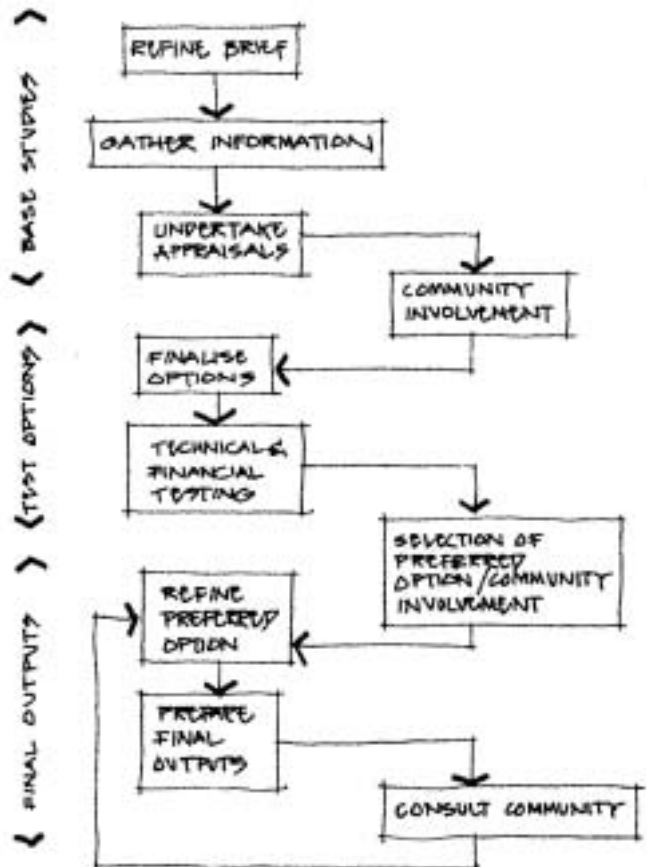 REFINE BRIEF
GATHER INFORMATION
UNDERTAKE
APPRAISALS
COMMUNITY
INVOLVEMENT
FINALISE
OPTIONS
TECHNICAL &
FINANCIAL
TESTING
SELECTION OF
PREFERRED
OPTION/COMMUNITY
INVOLVEMENT
REFINE
PREFERRED
OPTION
PREPARE
FINAL
OUTPUTS
CONSULT COMMUNITY
BASE STUDIES
TEST OPTIONS
FINAL OUTPUTS